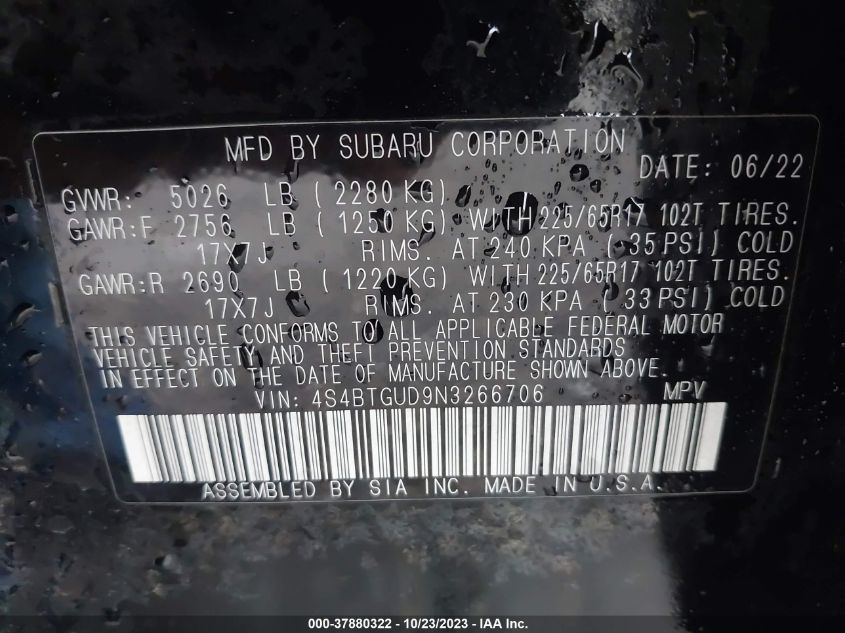 MFD BY SUBARU CORPORATION
DATE: 06/22
GVWR: 5026 LB ( 2280 KG)
GAWR:F 2756 LB ( 1250 KG) WITH 225/65R17 102T TIRES.
17X7J RIMS. AT 240 KPA ( 35 PSI) COLD
GAWR:R 2690 LB ( 1220 KG) WITH 225/65R17 102T TIRES.
17X7J RIMS. AT 230 KPA ( 33 PSI) COLD
THIS VEHICLE CONFORMS TO ALL APPLICABLE FEDERAL MOTOR
VEHICLE SAFETY AND THEFT PREVENTION STANDARDS
IN EFFECT ON THE DATE OF MANUFACTURE SHOWN ABOVE.
VIN: 4S4BTGUD9N3266706 MPV
ASSEMBLED BY SIA INC. MADE IN U.S.A.
000-37880322 - 10/23/2023 - IAA Inc.